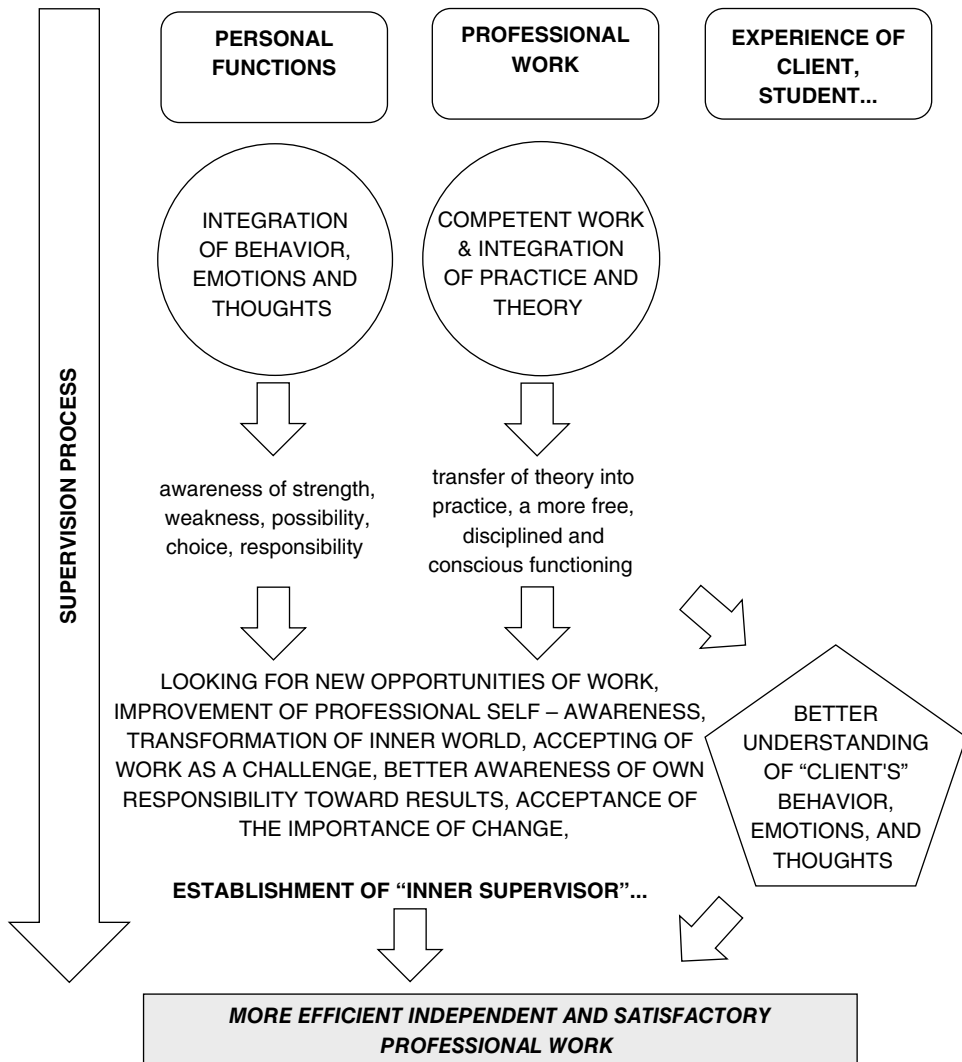 PERSONAL
FUNCTIONS
PROFESSIONAL
WORK
EXPERIENCE OF
CLIENT,
STUDENT...
SUPERVISION PROCESS
INTEGRATION
OF BEHAVIOR,
EMOTIONS AND
THOUGHTS
COMPETENT WORK
& INTEGRATION
OF PRACTICE AND
THEORY
awareness of strength,
weakness, possibility,
choice, responsibility
transfer of theory into
practice, a more free,
disciplined and
conscious functioning
LOOKING FOR NEW OPPORTUNITIES OF WORK,
IMPROVEMENT OF PROFESSIONAL SELF – AWARENESS,
TRANSFORMATION OF INNER WORLD, ACCEPTING OF
WORK AS A CHALLENGE, BETTER AWARENESS OF OWN
RESPONSIBILITY TOWARD RESULTS, ACCEPTANCE OF
THE IMPORTANCE OF CHANGE,
ESTABLISHMENT OF “INNER SUPERVISOR”...
BETTER
UNDERSTANDING
OF “CLIENT'S”
BEHAVIOR,
EMOTIONS, AND
THOUGHTS
MORE EFFICIENT INDEPENDENT AND SATISFACTORY
PROFESSIONAL WORK